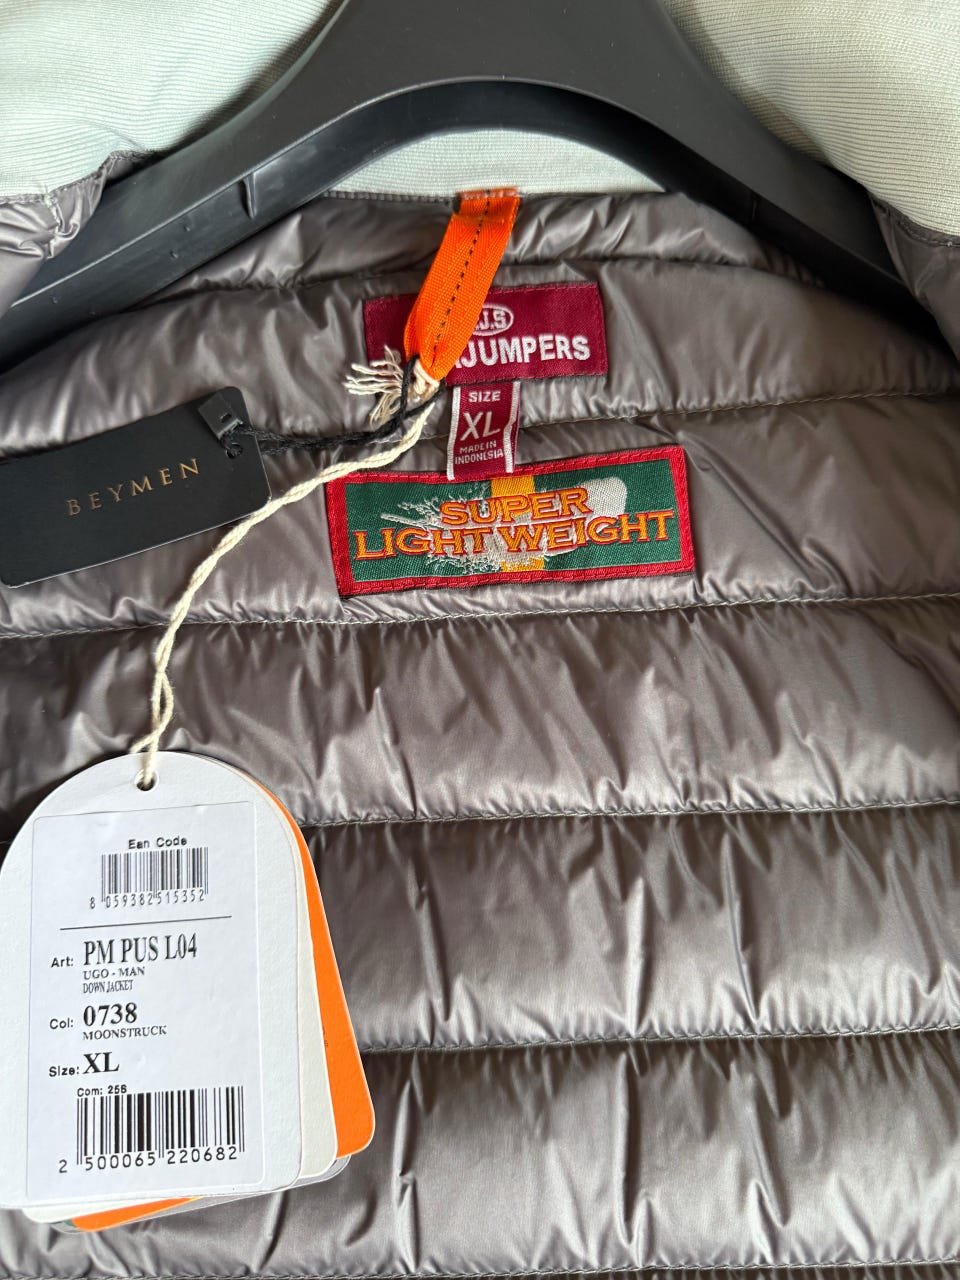 J.S
JUMPERS
SIZE
XL
MADE IN
INDONESIA
BEYMEN
SUPER
LIGHT WEIGHT
Ean Code
8 059382 515352
Art: PM PUS L04
UGO - MAN
DOWN JACKET
Col: 0738
MOONSTRUCK
Size: XL
Com: 25S
2 500065 220682